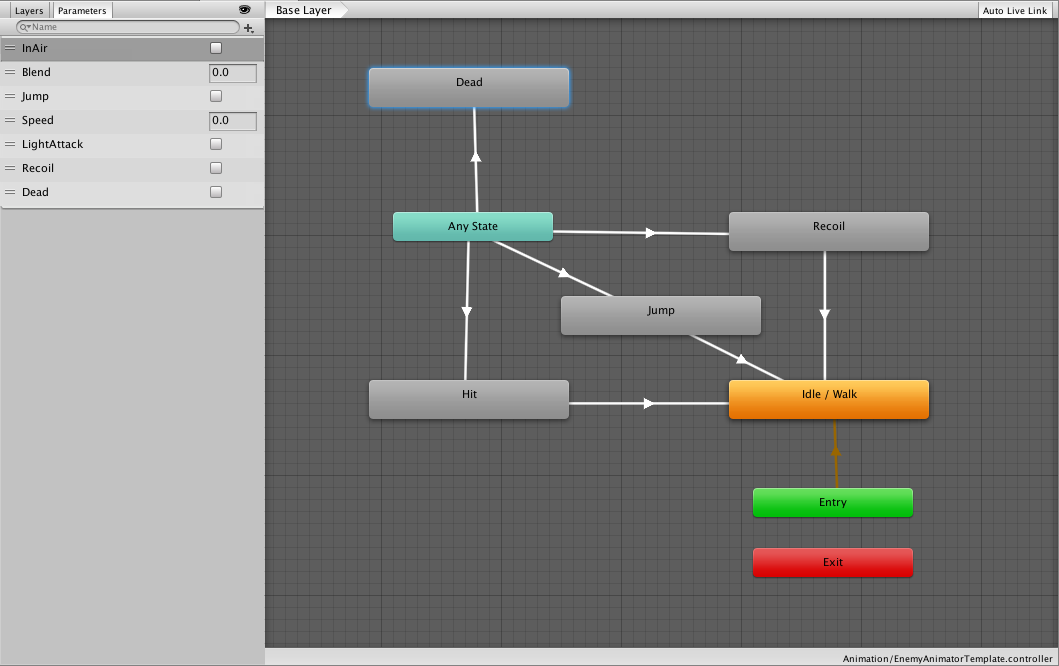 Layers Parameters
Base Layer
Auto Live Link
Name
InAir
Blend 0.0
Jump
Speed 0.0
LightAttack
Recoil
Dead
Dead
Any State
Recoil
Jump
Hit
Idle / Walk
Entry
Exit
Animation/EnemyAnimatorTemplate.controller